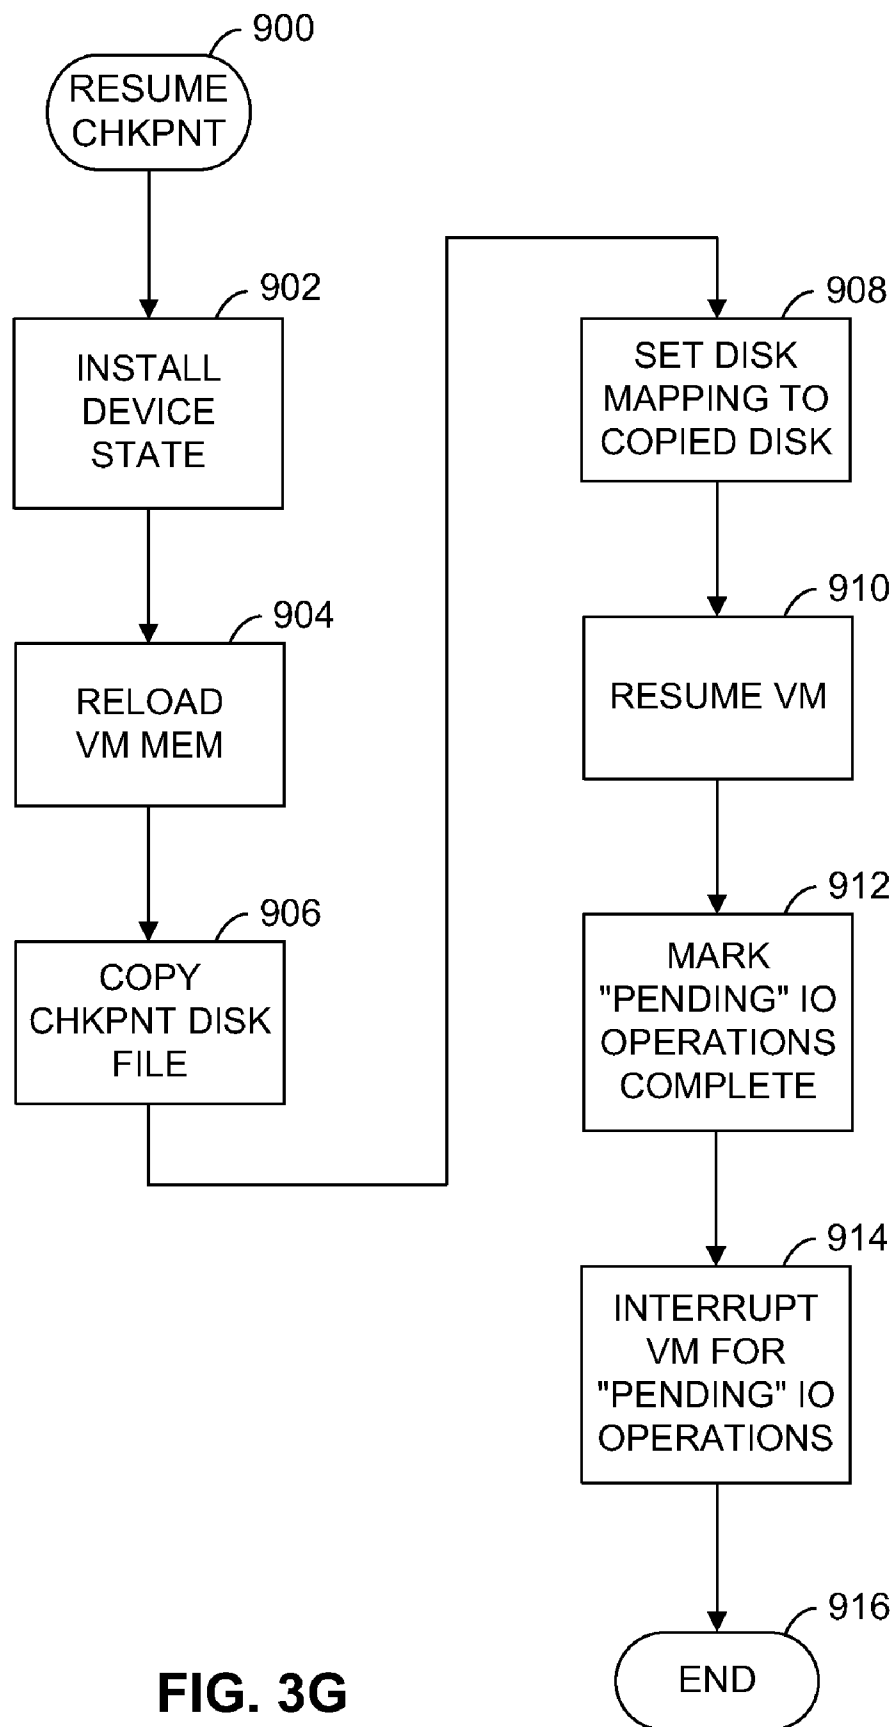 900
RESUME
CHKPNT
902
INSTALL
DEVICE
STATE
904
RELOAD
VM MEM
906
COPY
CHKPNT DISK
FILE
908
SET DISK
MAPPING TO
COPIED DISK
910
RESUME VM
912
MARK
"PENDING" IO
OPERATIONS
COMPLETE
914
INTERRUPT
VM FOR
"PENDING" IO
OPERATIONS
916
END
FIG. 3G